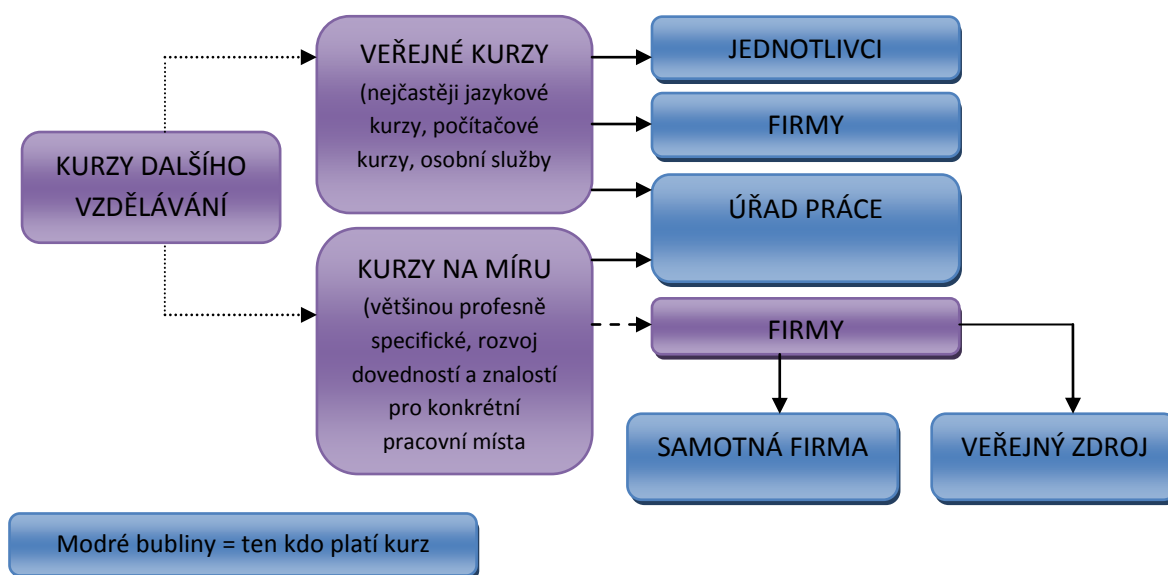 VEŘEJNÉ KURZY
(nejčastěji jazykové
kurzy, počítačové
kurzy, osobní služby
JEDNOTLIVCI
FIRMY
KURZY DALŠÍHO
VZDĚLÁVÁNÍ
ÚŘAD PRÁCE
KURZY NA MÍRU
(většinou profesně
specifické, rozvoj
dovedností a znalostí
pro konkrétní
pracovní místa
FIRMY
SAMOTNÁ FIRMA
VEŘEJNÝ ZDROJ
Modré bubliny = ten kdo platí kurz